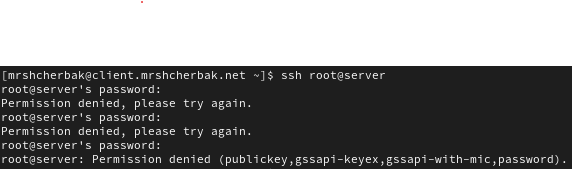 [mrshcherbak@client.mrshcherbak.net ~]$ ssh root@server
root@server's password:
Permission denied, please try again.
root@server's password:
Permission denied, please try again.
root@server's password:
root@server: Permission denied (publickey,gssapi-keyex,gssapi-with-mic,password).